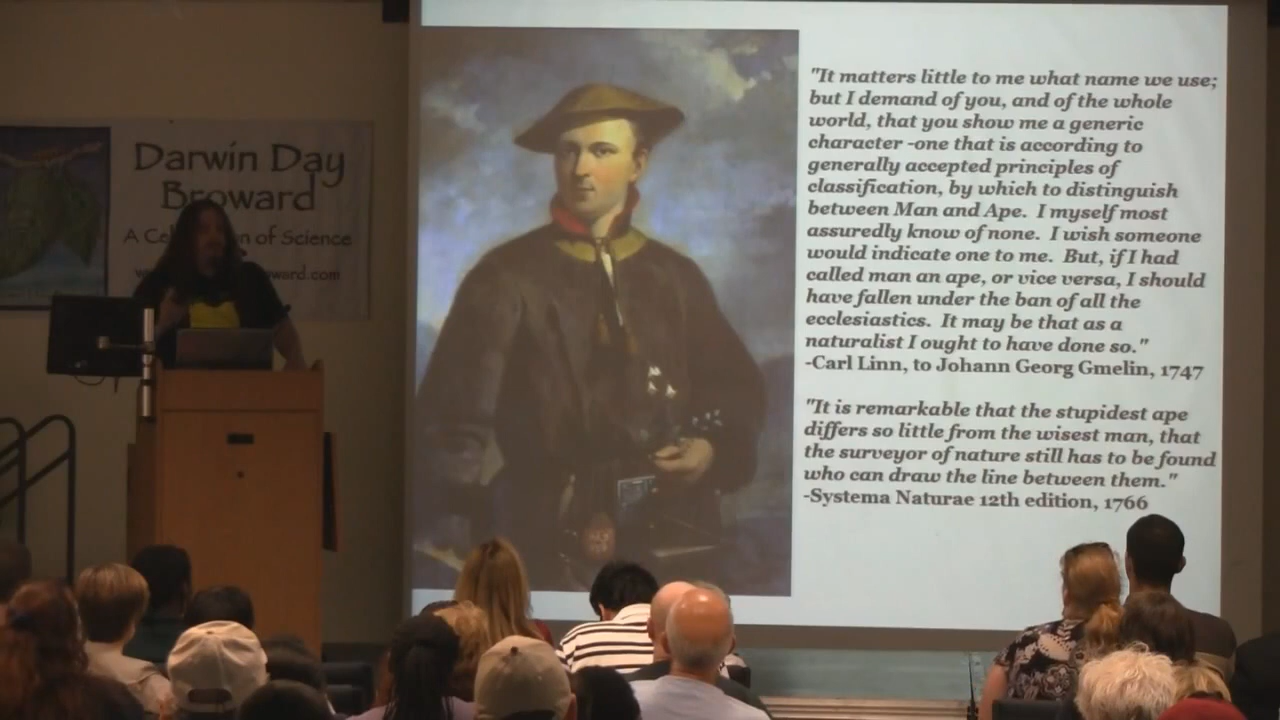 Darwin Day
Broward
A Ce n of Science
w ward.com
"It matters little to me what name we use;
but I demand of you, and of the whole
world, that you show me a generic
character -one that is according to
generally accepted principles of
classification, by which to distinguish
between Man and Ape. I myself most
assuredly know of none. I wish someone
would indicate one to me. But, if I had
called man an ape, or vice versa, I should
have fallen under the ban of all the
ecclesiastics. It may be that as a
naturalist I ought to have done so."
-Carl Linn, to Johann Georg Gmelin, 1747
"It is remarkable that the stupidest ape
differs so little from the wisest man, that
the surveyor of nature still has to be found
who can draw the line between them."
-Systema Naturae 12th edition, 1766